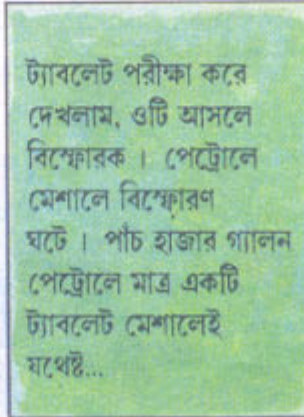 ট্যাবলেট পরীক্ষা করে
দেখলাম, ওটি আসলে
বিস্ফোরক । পেট্রোলে
মেশালে বিস্ফোরণ
ঘটে । পাঁচ হাজার গ্যালন
পেট্রোলে মাত্র একটি
ট্যাবলেট মেশালেই
যথেষ্ট...